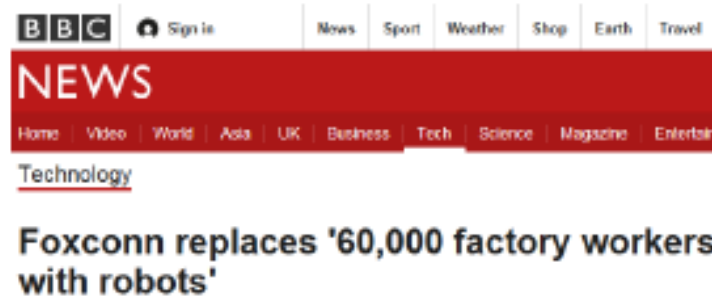 BBC Sign in News Sport Weather Shop Earth Travel
NEWS
Home Video World Asia UK Business Tech Science Magazine
Technology
Foxconn replaces '60,000 factory workers
with robots'